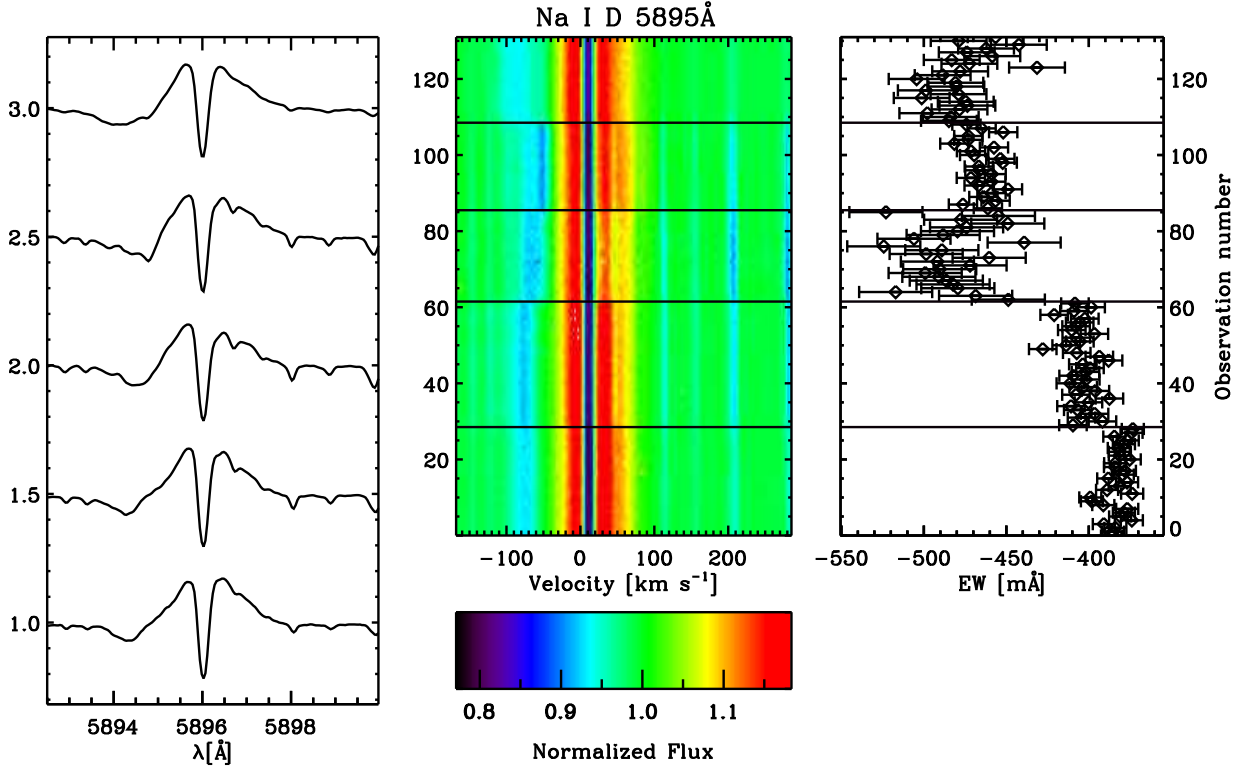 Na I D 5895Å
3.0
2.5
2.0
1.5
1.0
5894 5896 5898
λ[Å]
120
100
80
60
40
20
-100 0 100 200
Velocity [km s⁻¹]
120
100
80
60
40
20
0
Observation number
-550 -500 -450 -400
EW [mÅ]
0.8 0.9 1.0 1.1
Normalized Flux